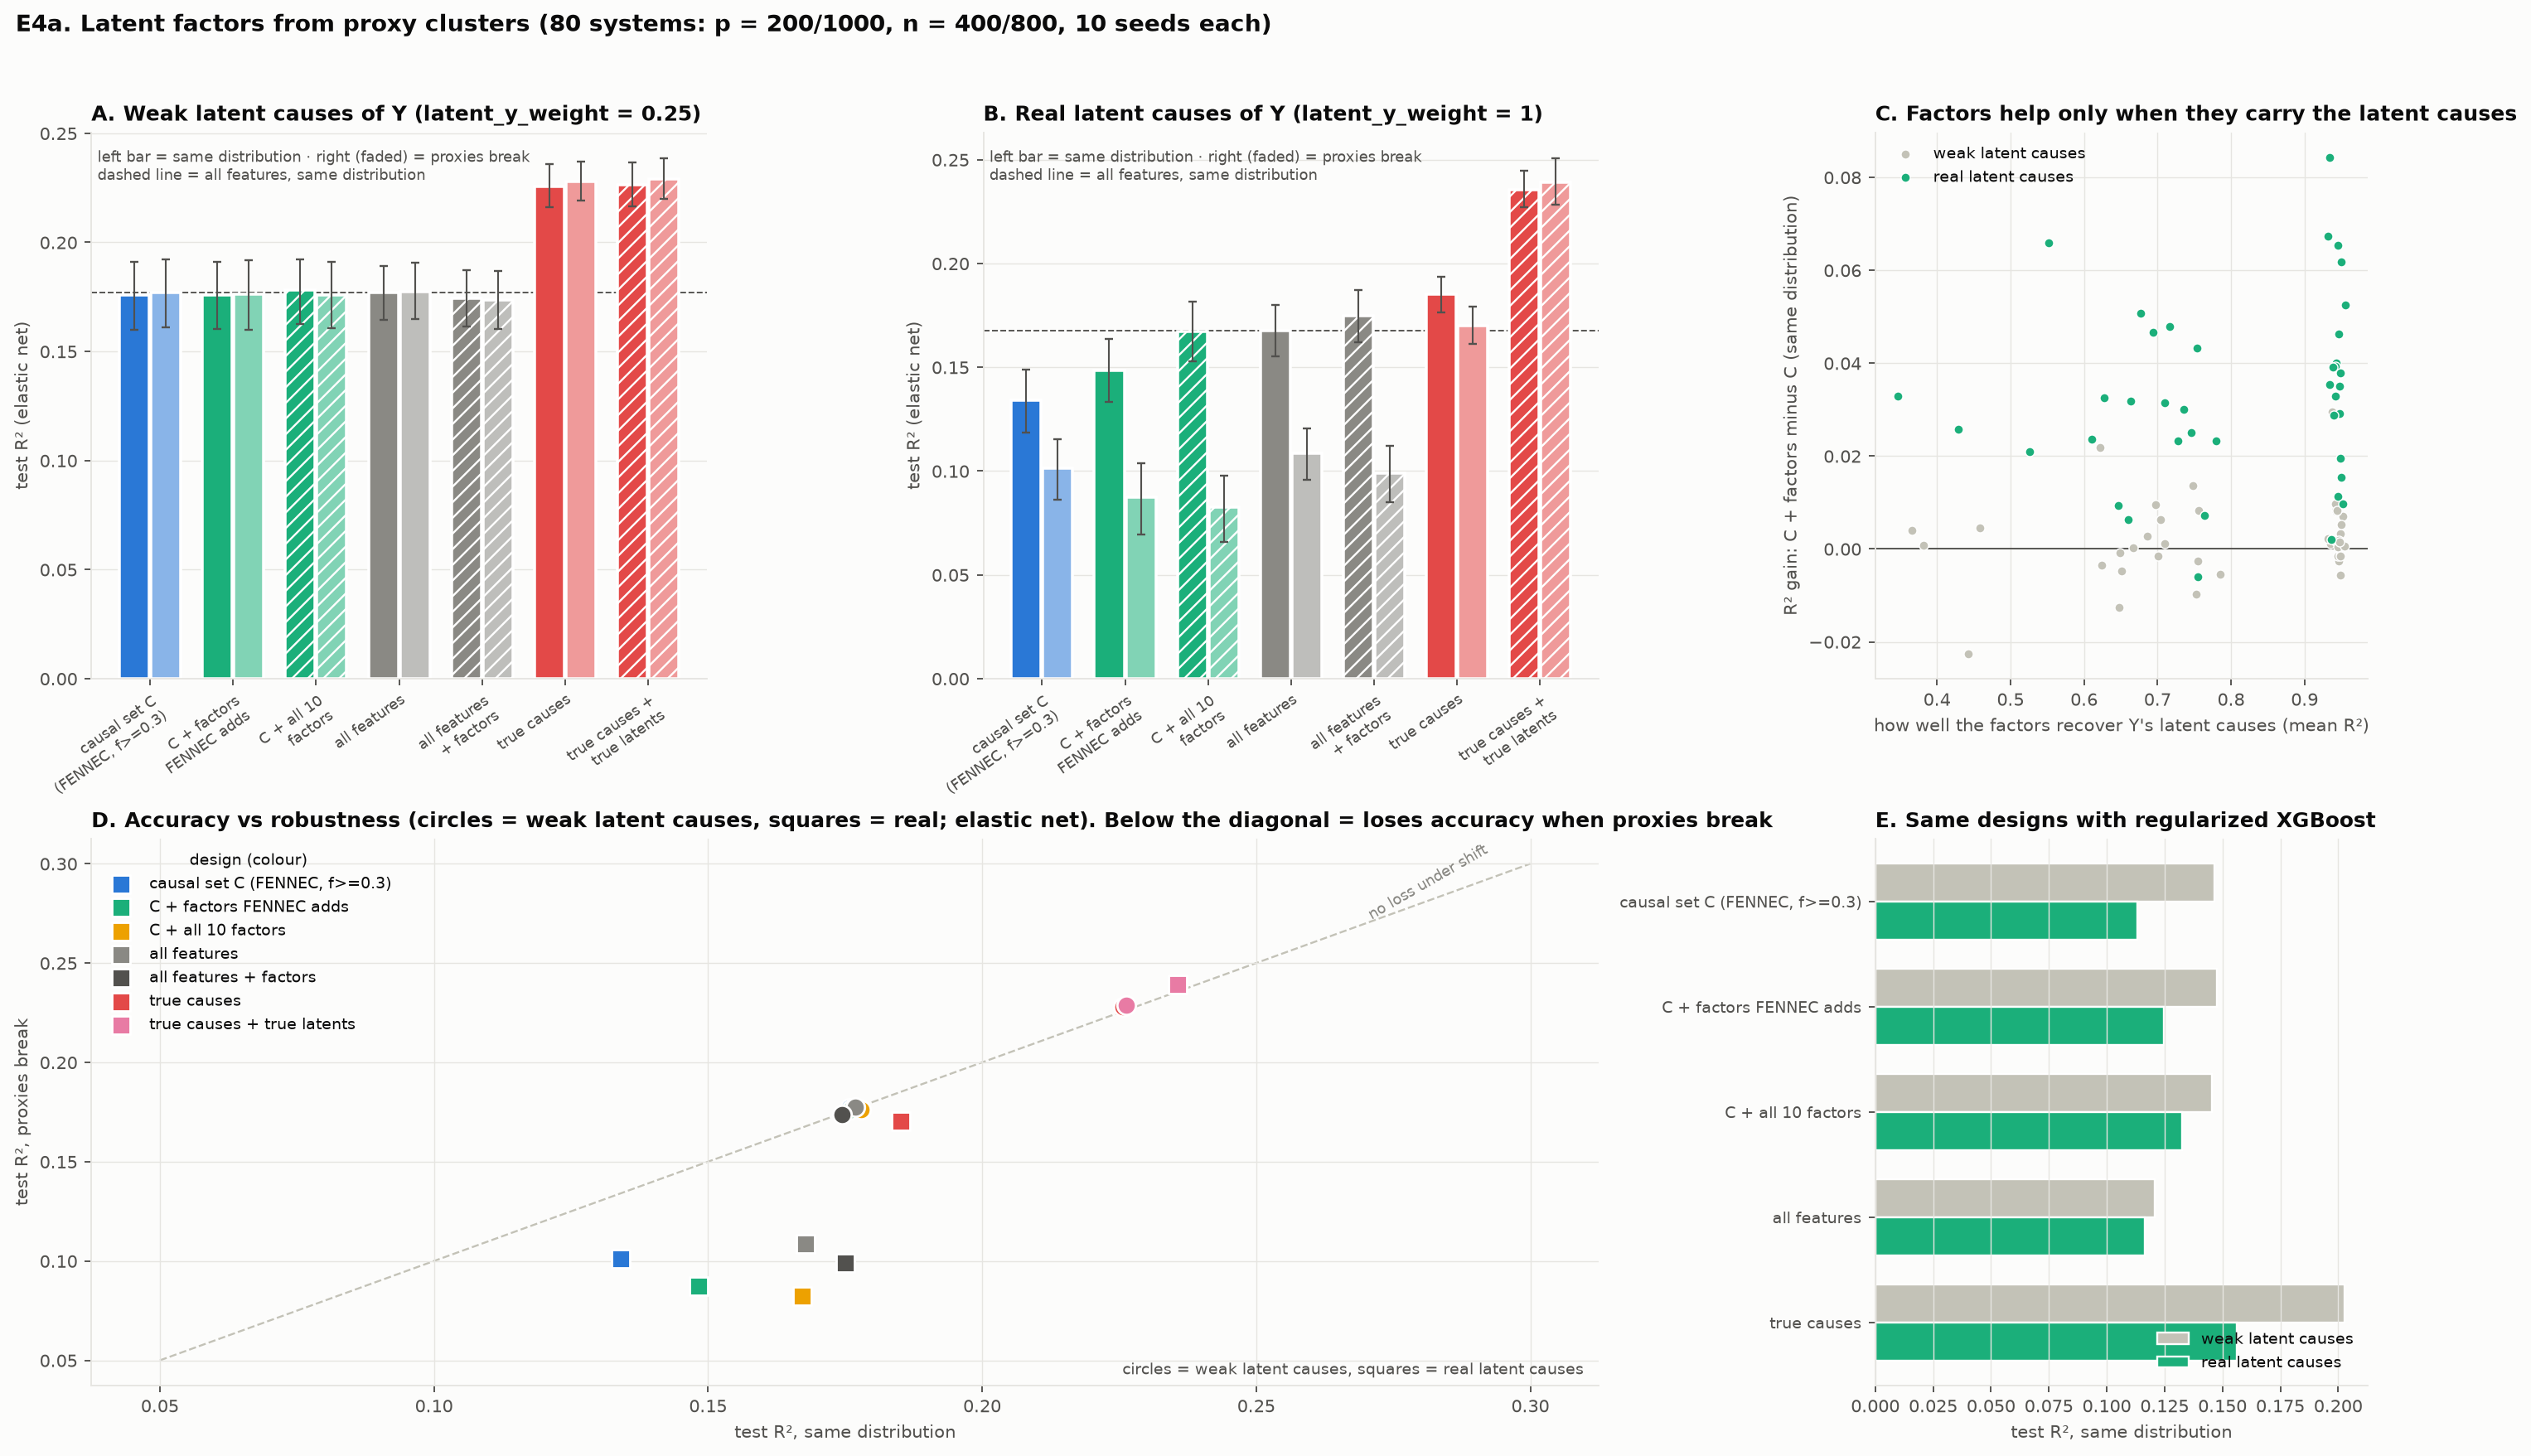 E4a. Latent factors from proxy clusters (80 systems: p = 200/1000, n = 400/800, 10 seeds each)
A. Weak latent causes of Y (latent_y_weight = 0.25)
left bar = same distribution · right (faded) = proxies break
dashed line = all features, same distribution
test R² (elastic net)
0.25
0.20
0.15
0.10
0.05
0.00
causal set C
(FENNEC, f>=0.3)
C + factors
FENNEC adds
C + all 10
factors
all features
all features
+ factors
true causes
true causes +
true latents
B. Real latent causes of Y (latent_y_weight = 1)
left bar = same distribution · right (faded) = proxies break
dashed line = all features, same distribution
test R² (elastic net)
0.25
0.20
0.15
0.10
0.05
0.00
causal set C
(FENNEC, f>=0.3)
C + factors
FENNEC adds
C + all 10
factors
all features
all features
+ factors
true causes
true causes +
true latents
C. Factors help only when they carry the latent causes
weak latent causes
real latent causes
R² gain: C + factors minus C (same distribution)
0.08
0.06
0.04
0.02
0.00
−0.02
0.4 0.5 0.6 0.7 0.8 0.9
how well the factors recover Y's latent causes (mean R²)
D. Accuracy vs robustness (circles = weak latent causes, squares = real; elastic net). Below the diagonal = loses accuracy when proxies break
design (colour)
causal set C (FENNEC, f>=0.3)
C + factors FENNEC adds
C + all 10 factors
all features
all features + factors
true causes
true causes + true latents
no loss under shift
circles = weak latent causes, squares = real latent causes
test R², proxies break
0.30
0.25
0.20
0.15
0.10
0.05
0.05 0.10 0.15 0.20 0.25 0.30
test R², same distribution
E. Same designs with regularized XGBoost
causal set C (FENNEC, f>=0.3)
C + factors FENNEC adds
C + all 10 factors
all features
true causes
weak latent causes
real latent causes
0.000 0.025 0.050 0.075 0.100 0.125 0.150 0.175 0.200
test R², same distribution